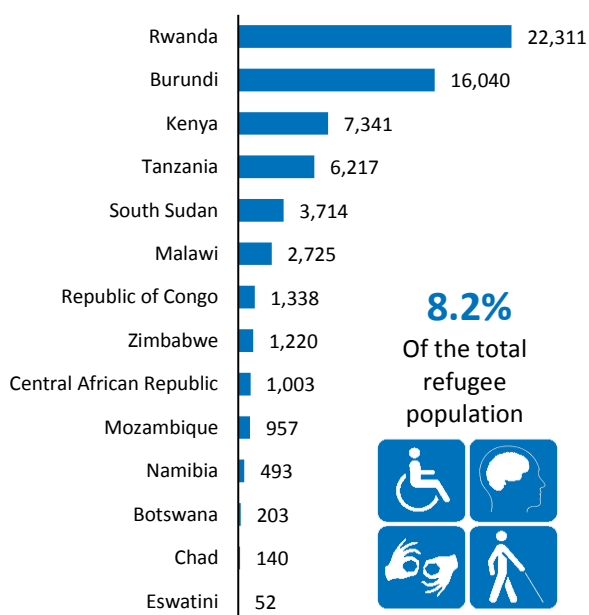 Rwanda 22,311
Burundi 16,040
Kenya 7,341
Tanzania 6,217
South Sudan 3,714
Malawi 2,725
Republic of Congo 1,338
Zimbabwe 1,220
Central African Republic 1,003
Mozambique 957
Namibia 493
Botswana 203
Chad 140
Eswatini 52
8.2%
Of the total
refugee
population